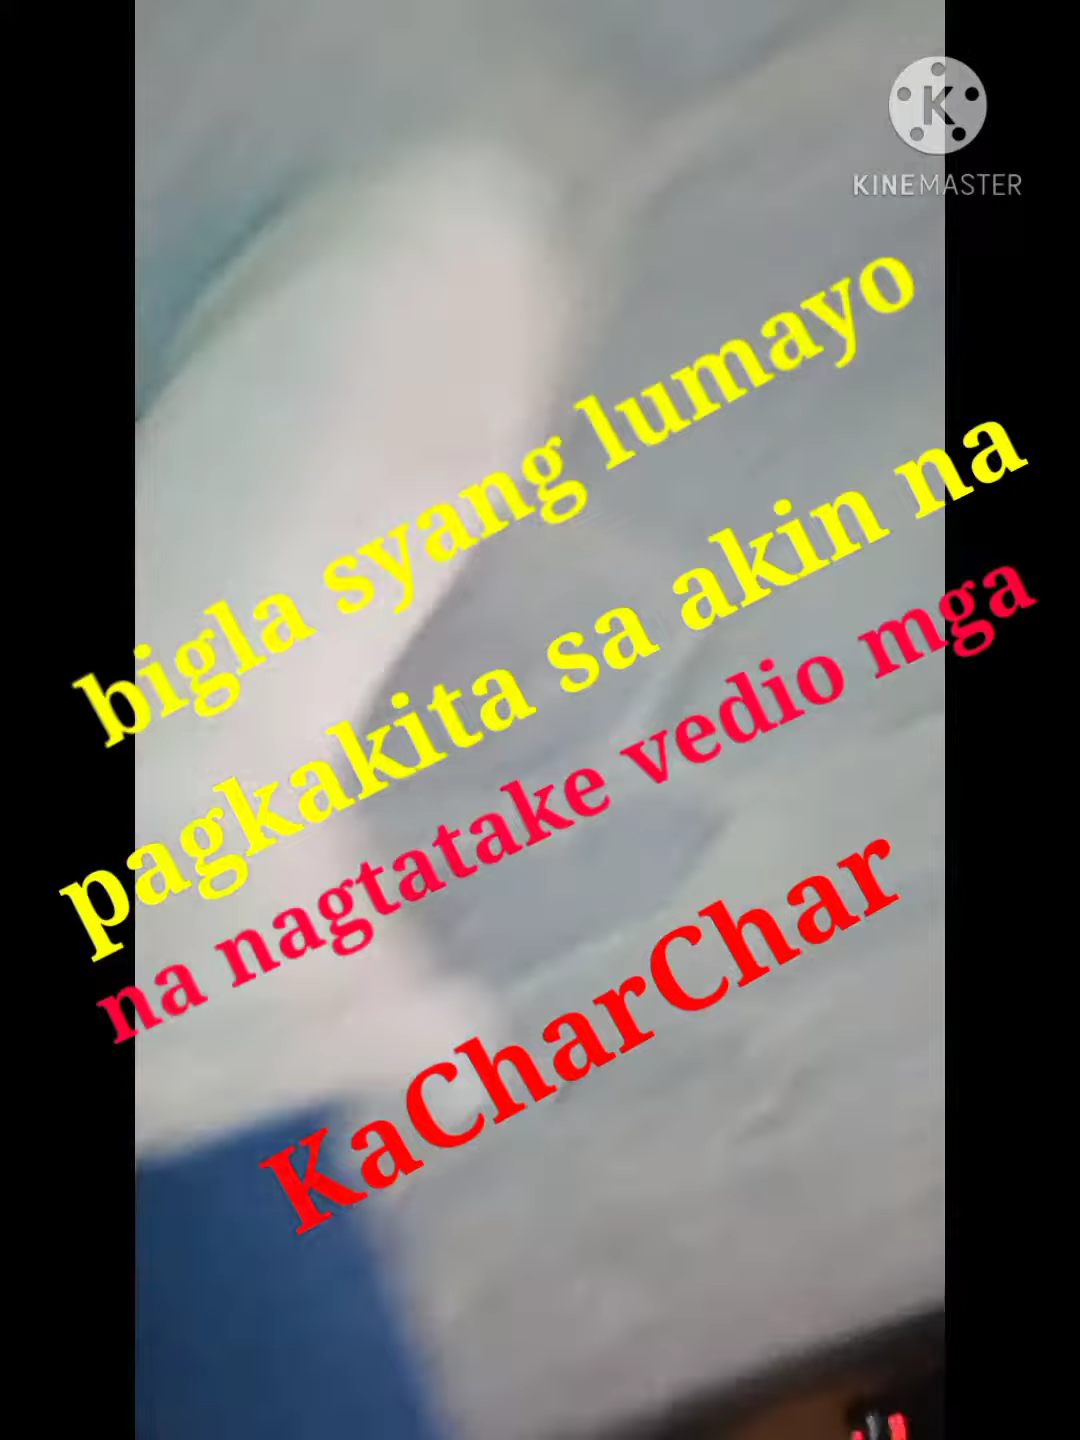 KINEMASTER
bigla syang lumayo
pagkakita sa akin na
na nagtatake vedio mga
KaCharChar